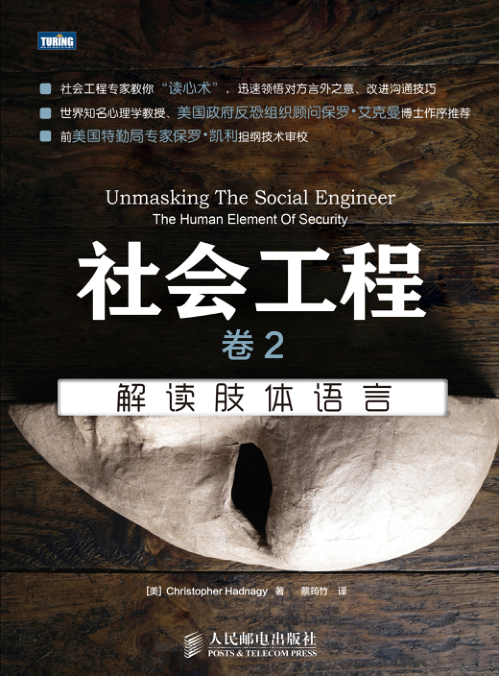 TURING
社会工程专家教你“读心术”，迅速领悟对方言外之意、改进沟通技巧
世界知名心理学教授、美国政府反恐组织顾问保罗·艾克曼博士作序推荐
前美国特勤局专家保罗·凯利担纲技术审校
Unmasking The Social Engineer
The Human Element Of Security
社会工程
卷 2
解读肢体语言
[美] Christopher Hadnagy 著 蔡筠竹 译
人民邮电出版社
POSTS & TELECOM PRESS